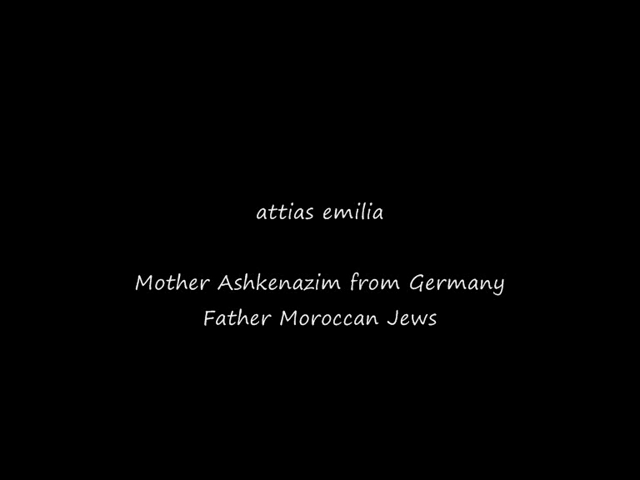 attias emilia
Mother Ashkenazim from Germany
Father Moroccan Jews